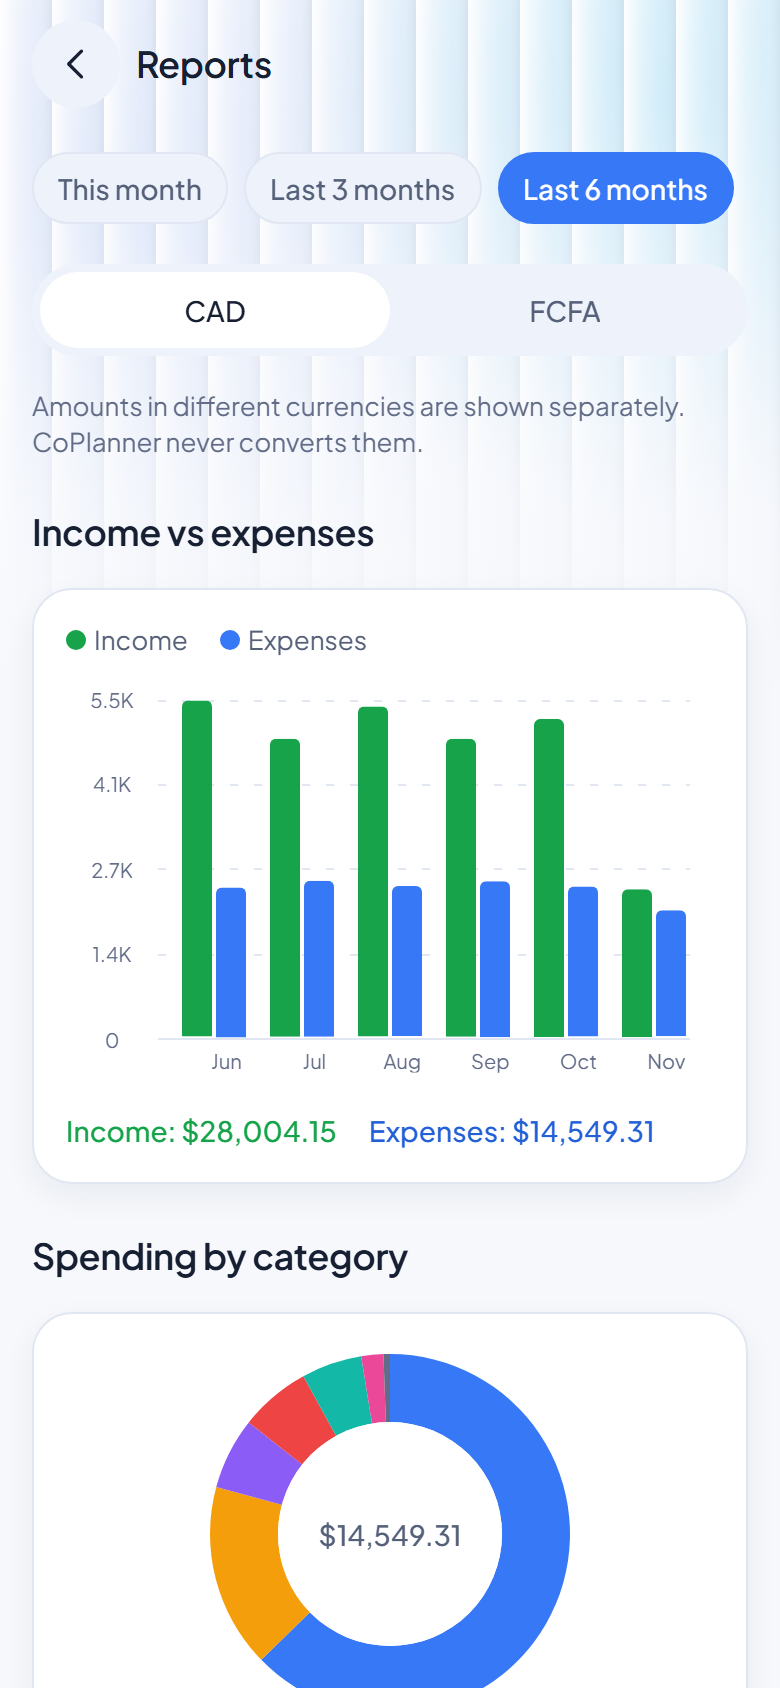 Reports
This month
Last 3 months
Last 6 months
CAD
FCFA
Amounts in different currencies are shown separately.
CoPlanner never converts them.
Income vs expenses
Income
Expenses
5.5K
4.1K
2.7K
1.4K
0
Jun
Jul
Aug
Sep
Oct
Nov
Income: $28,004.15
Expenses: $14,549.31
Spending by category
$14,549.31